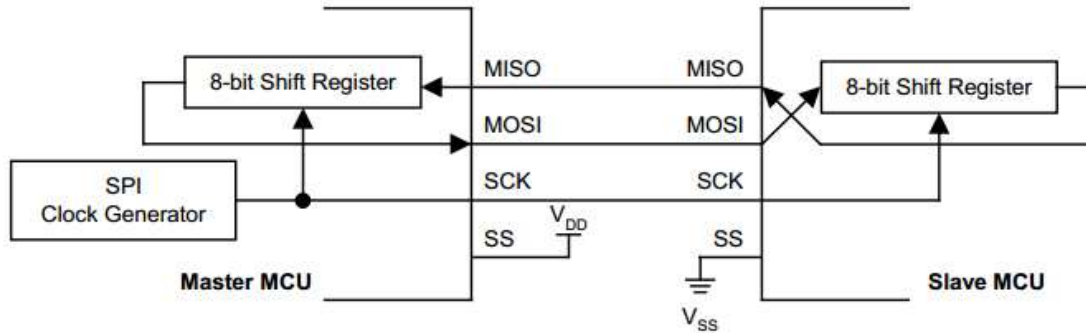 8-bit Shift Register
MISO
MISO
8-bit Shift Register
MOSI
MOSI
SPI
Clock Generator
SCK
SCK
VDD
SS
SS
Master MCU
Slave MCU
VSS